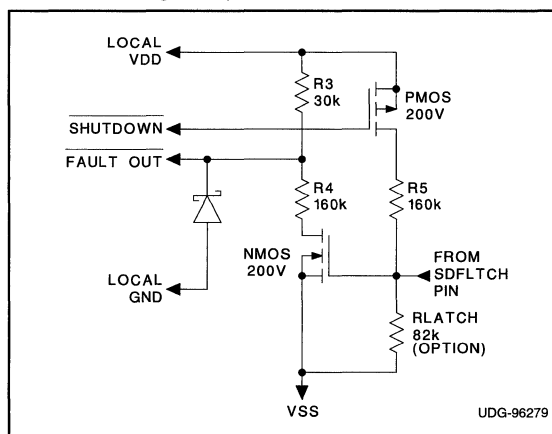 LOCAL
VDD
R3
30k
PMOS
200V
SHUTDOWN
FAULT OUT
R4
160k
R5
160k
NMOS
200V
FROM
SDFLTCH
PIN
LOCAL
GND
RLATCH
82k
(OPTION)
VSS
UDG-96279